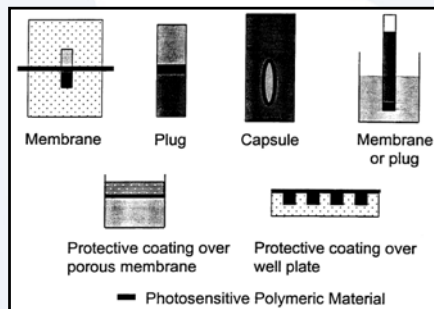 Membrane
Plug
Capsule
Membrane
or plug
Protective coating over
porous membrane
Protective coating over
well plate
Photosensitive Polymeric Material